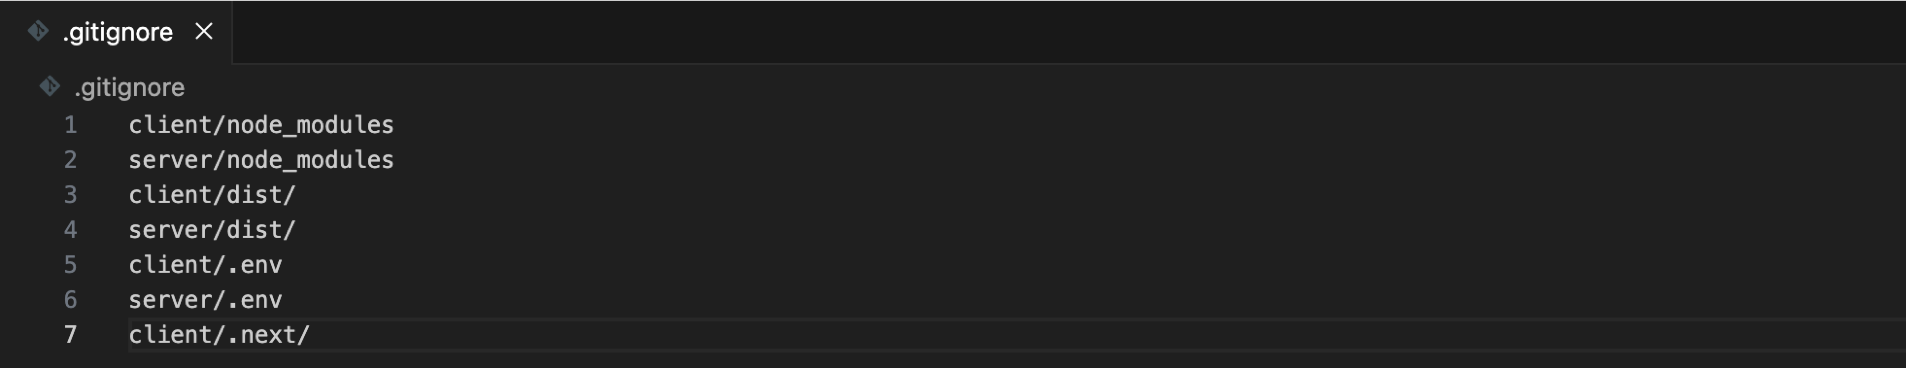 .gitignore
.gitignore
1 client/node_modules
2 server/node_modules
3 client/dist/
4 server/dist/
5 client/.env
6 server/.env
7 client/.next/